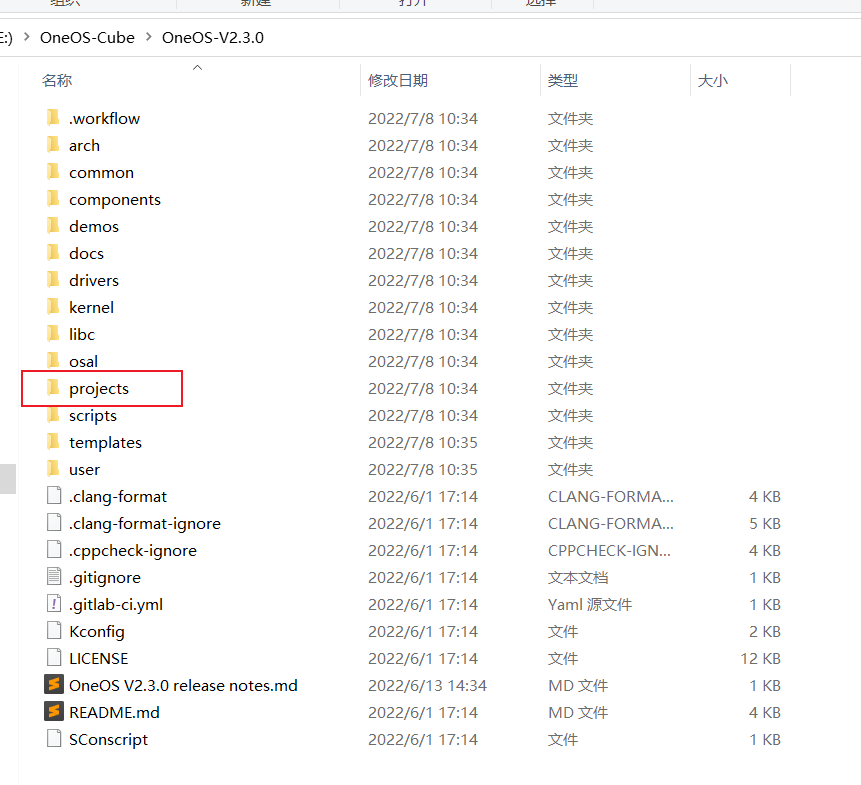 组织 新建 打开 选择
E:) > OneOS-Cube > OneOS-V2.3.0
名称 修改日期 类型 大小
.workflow 2022/7/8 10:34 文件夹
arch 2022/7/8 10:34 文件夹
common 2022/7/8 10:34 文件夹
components 2022/7/8 10:34 文件夹
demos 2022/7/8 10:34 文件夹
docs 2022/7/8 10:34 文件夹
drivers 2022/7/8 10:34 文件夹
kernel 2022/7/8 10:34 文件夹
libc 2022/7/8 10:34 文件夹
osal 2022/7/8 10:34 文件夹
projects 2022/7/8 10:34 文件夹
scripts 2022/7/8 10:34 文件夹
templates 2022/7/8 10:35 文件夹
user 2022/7/8 10:35 文件夹
.clang-format 2022/6/1 17:14 CLANG-FORMA... 4 KB
.clang-format-ignore 2022/6/1 17:14 CLANG-FORMA... 5 KB
.cppcheck-ignore 2022/6/1 17:14 CPPCHECK-IGN... 4 KB
.gitignore 2022/6/1 17:14 文本文档 1 KB
.gitlab-ci.yml 2022/6/1 17:14 Yaml 源文件 1 KB
Kconfig 2022/6/1 17:14 文件 2 KB
LICENSE 2022/6/1 17:14 文件 12 KB
OneOS V2.3.0 release notes.md 2022/6/13 14:34 MD 文件 1 KB
README.md 2022/6/1 17:14 MD 文件 4 KB
SConscript 2022/6/1 17:14 文件 1 KB